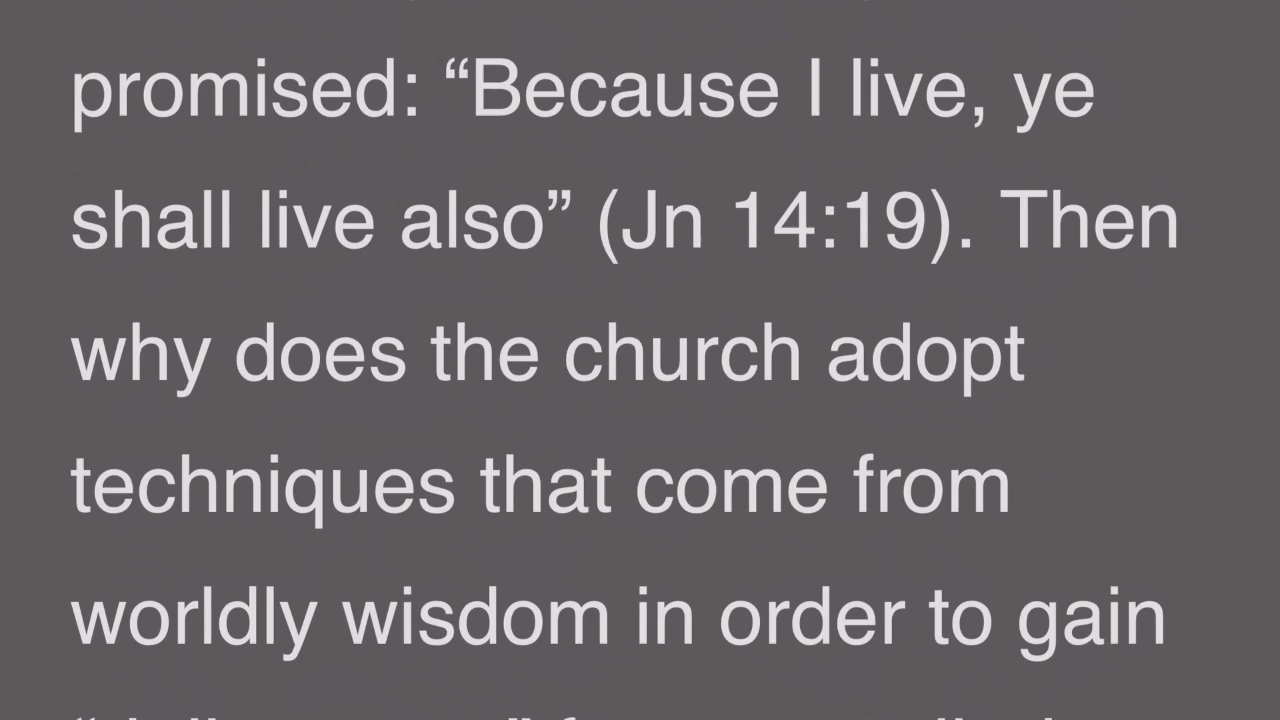 promised: “Because I live, ye
shall live also” (Jn 14:19). Then
why does the church adopt
techniques that come from
worldly wisdom in order to gain